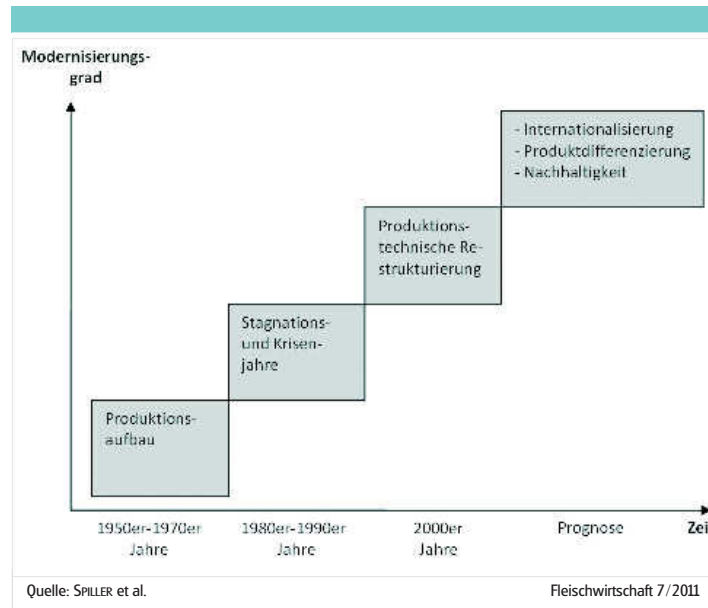 Modernisierungs-
grad
- Internationalisierung
- Produktdifferenzierung
- Nachhaltigkeit
Produktions-
technische Re-
strukturierung
Stagnations-
und Krisen-
jahre
Produktions-
aufbau
1950er-1970er
Jahre
1980er-1990er
Jahre
2000er
Jahre
Prognose
Zei
Quelle: SPILLER et al.
Fleischwirtschaft 7/2011